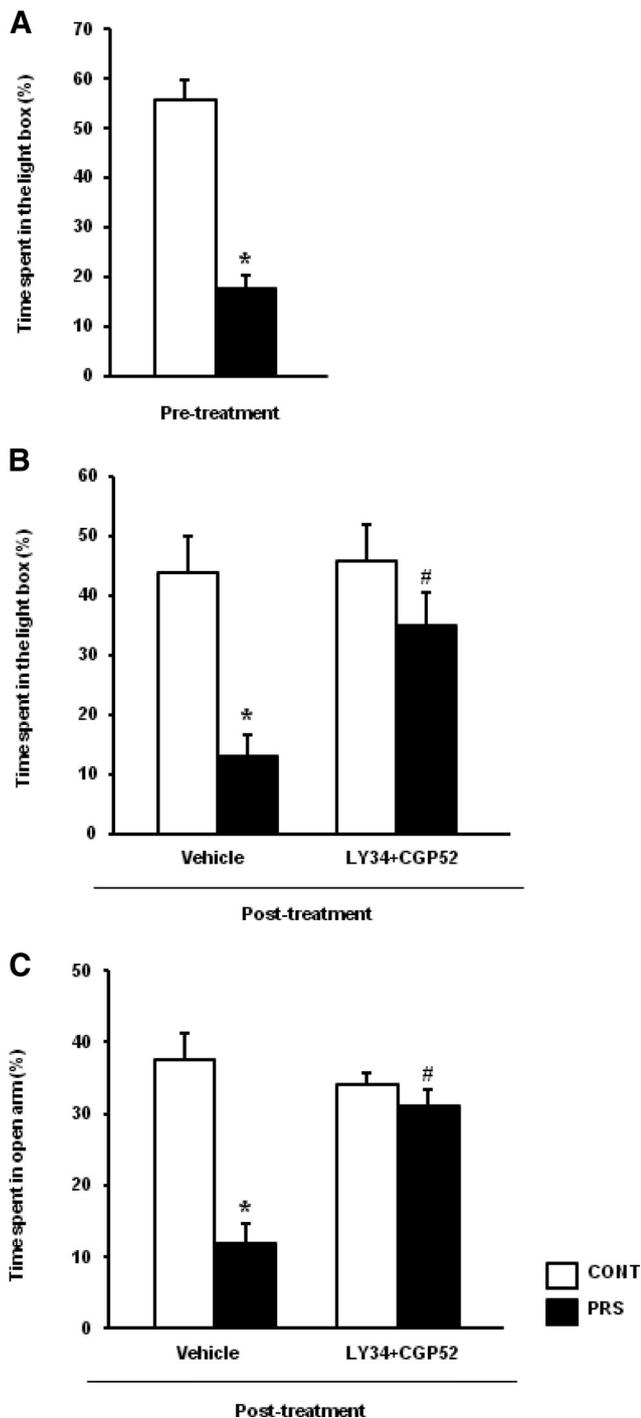 A
Time spent in the light box (%)
70
60
50
40
30
20
10
0
*
Pre-treatment
B
Time spent in the light box (%)
60
50
40
30
20
10
0
*
#
Vehicle LY34+CGP52
Post-treatment
C
Time spent in open arm (%)
50
40
30
20
10
0
*
#
Vehicle LY34+CGP52
Post-treatment
CONT
PRS